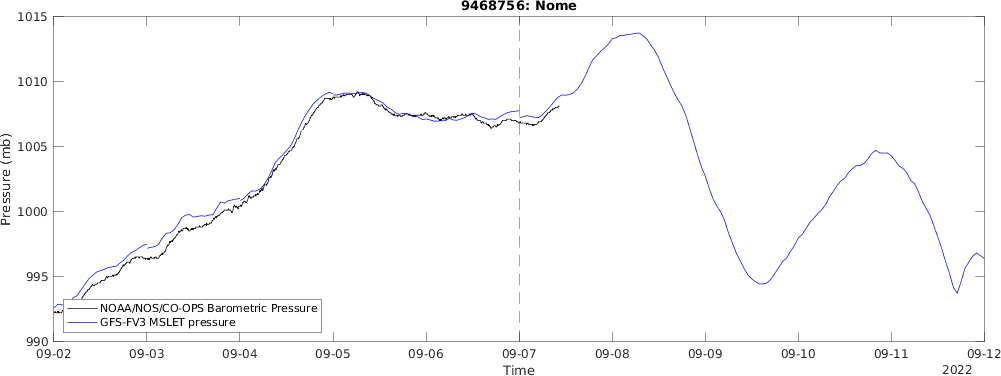 9468756: Nome
Pressure (mb)
1015
1010
1005
1000
995
990
NOAA/NOS/CO-OPS Barometric Pressure
GFS-FV3 MSLET pressure
09-02 09-03 09-04 09-05 09-06 09-07 09-08 09-09 09-10 09-11 09-12
Time
2022